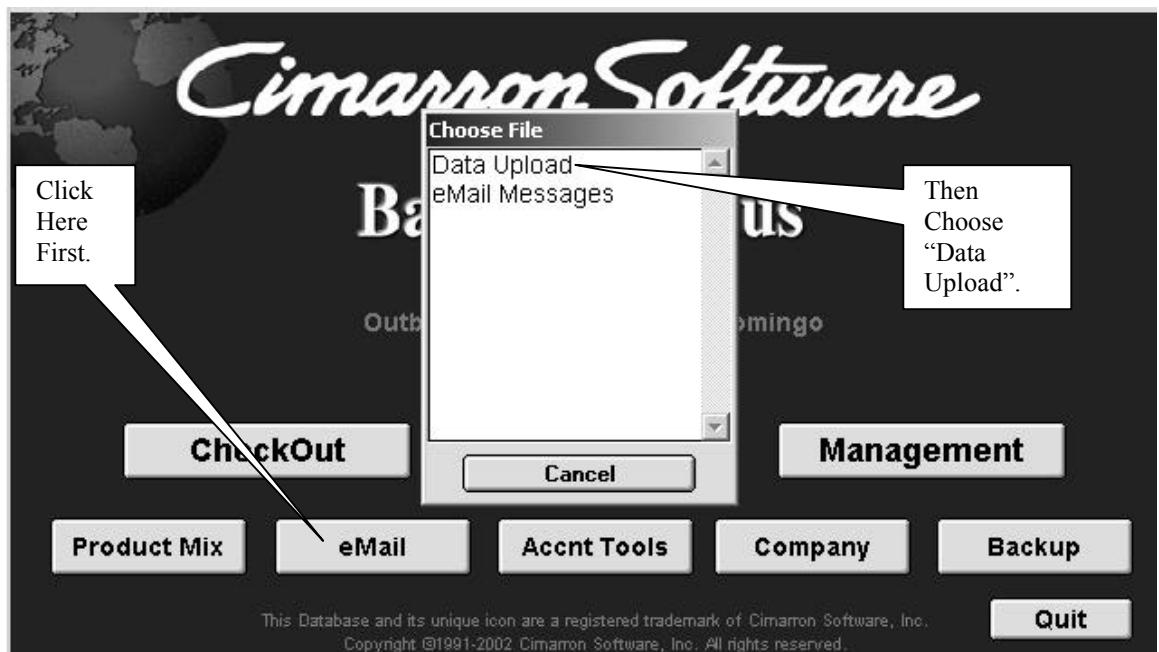 Cimarron Software
Choose File
Data Upload
eMail Messages
Click
Here
First.
Then
Choose
“Data
Upload”.
CheckOut
Management
Cancel
Product Mix
eMail
Accnt Tools
Company
Backup
Quit
This Database and its unique icon are a registered trademark of Cimarron Software, Inc.
Copyright ©1991-2002 Cimarron Software, Inc. All rights reserved.